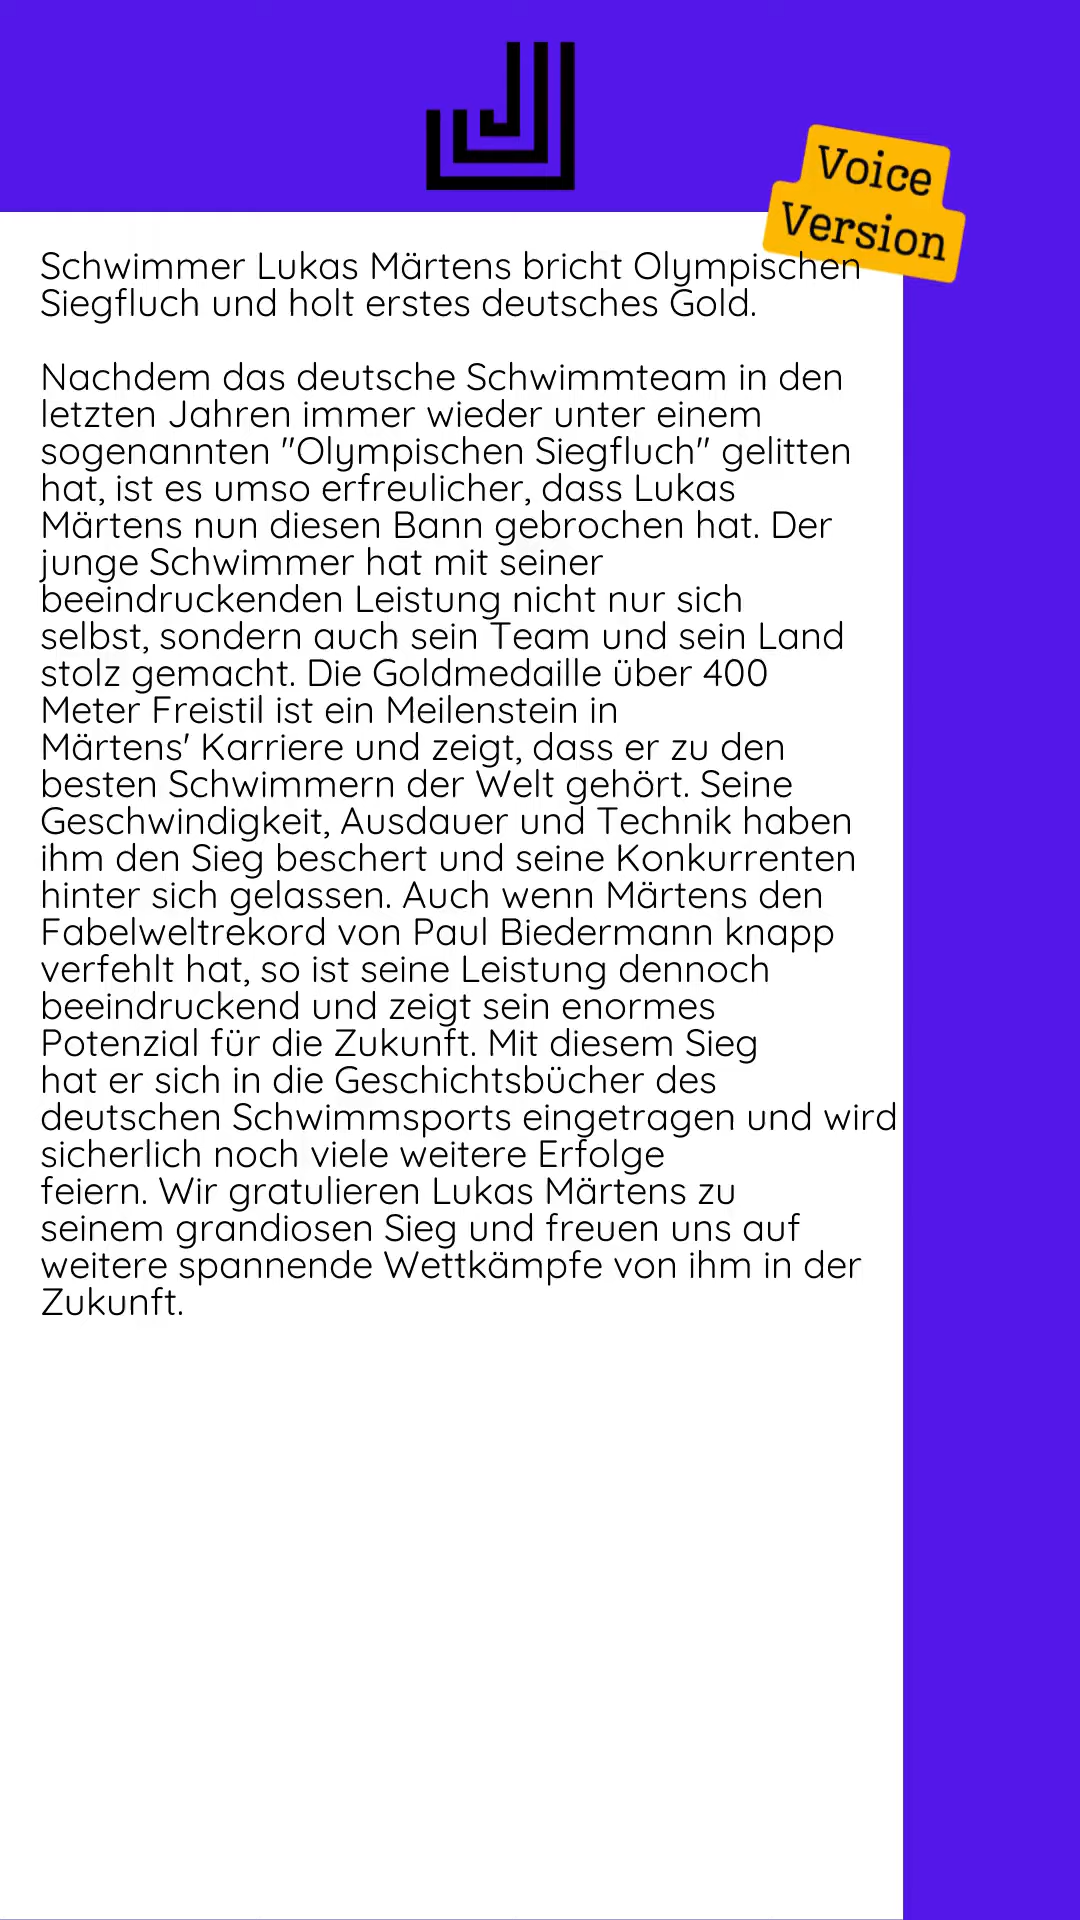 Voice
Version
Schwimmer Lukas Märtens bricht Olympischen
Siegfluch und holt erstes deutsches Gold.
Nachdem das deutsche Schwimmteam in den
letzten Jahren immer wieder unter einem
sogenannten "Olympischen Siegfluch" gelitten
hat, ist es umso erfreulicher, dass Lukas
Märtens nun diesen Bann gebrochen hat. Der
junge Schwimmer hat mit seiner
beeindruckenden Leistung nicht nur sich
selbst, sondern auch sein Team und sein Land
stolz gemacht. Die Goldmedaille über 400
Meter Freistil ist ein Meilenstein in
Märtens' Karriere und zeigt, dass er zu den
besten Schwimmern der Welt gehört. Seine
Geschwindigkeit, Ausdauer und Technik haben
ihm den Sieg beschert und seine Konkurrenten
hinter sich gelassen. Auch wenn Märtens den
Fabelweltrekord von Paul Biedermann knapp
verfehlt hat, so ist seine Leistung dennoch
beeindruckend und zeigt sein enormes
Potenzial für die Zukunft. Mit diesem Sieg
hat er sich in die Geschichtsbücher des
deutschen Schwimmsports eingetragen und wird
sicherlich noch viele weitere Erfolge
feiern. Wir gratulieren Lukas Märtens zu
seinem grandiosen Sieg und freuen uns auf
weitere spannende Wettkämpfe von ihm in der
Zukunft.